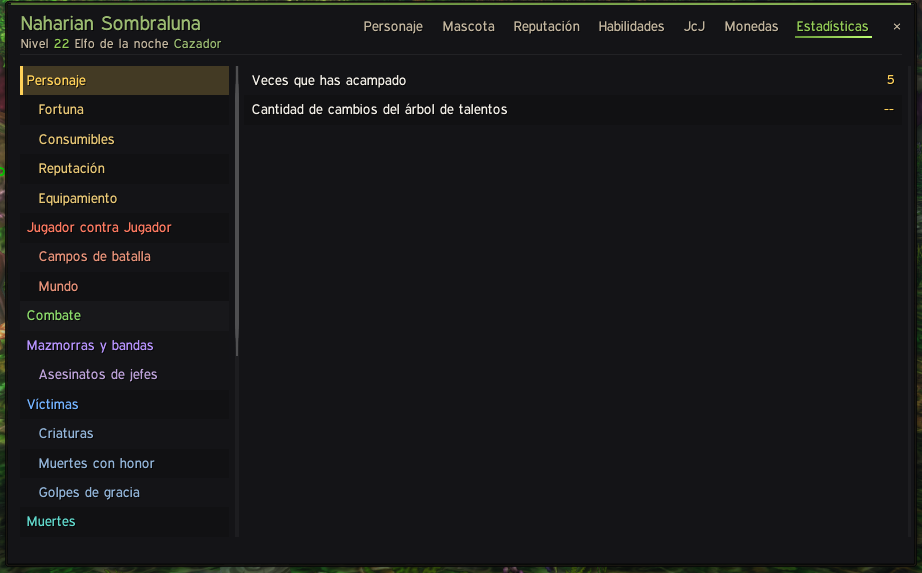 Naharian Sombraluna
Nivel 22 Elfo de la noche Cazador
Personaje Mascota Reputación Habilidades JcJ Monedas Estadísticas ×
Personaje
Fortuna
Consumibles
Reputación
Equipamiento
Jugador contra Jugador
Campos de batalla
Mundo
Combate
Mazmorras y bandas
Asesinatos de jefes
Víctimas
Criaturas
Muertes con honor
Golpes de gracia
Muertes
Veces que has acampado 5
Cantidad de cambios del árbol de talentos --